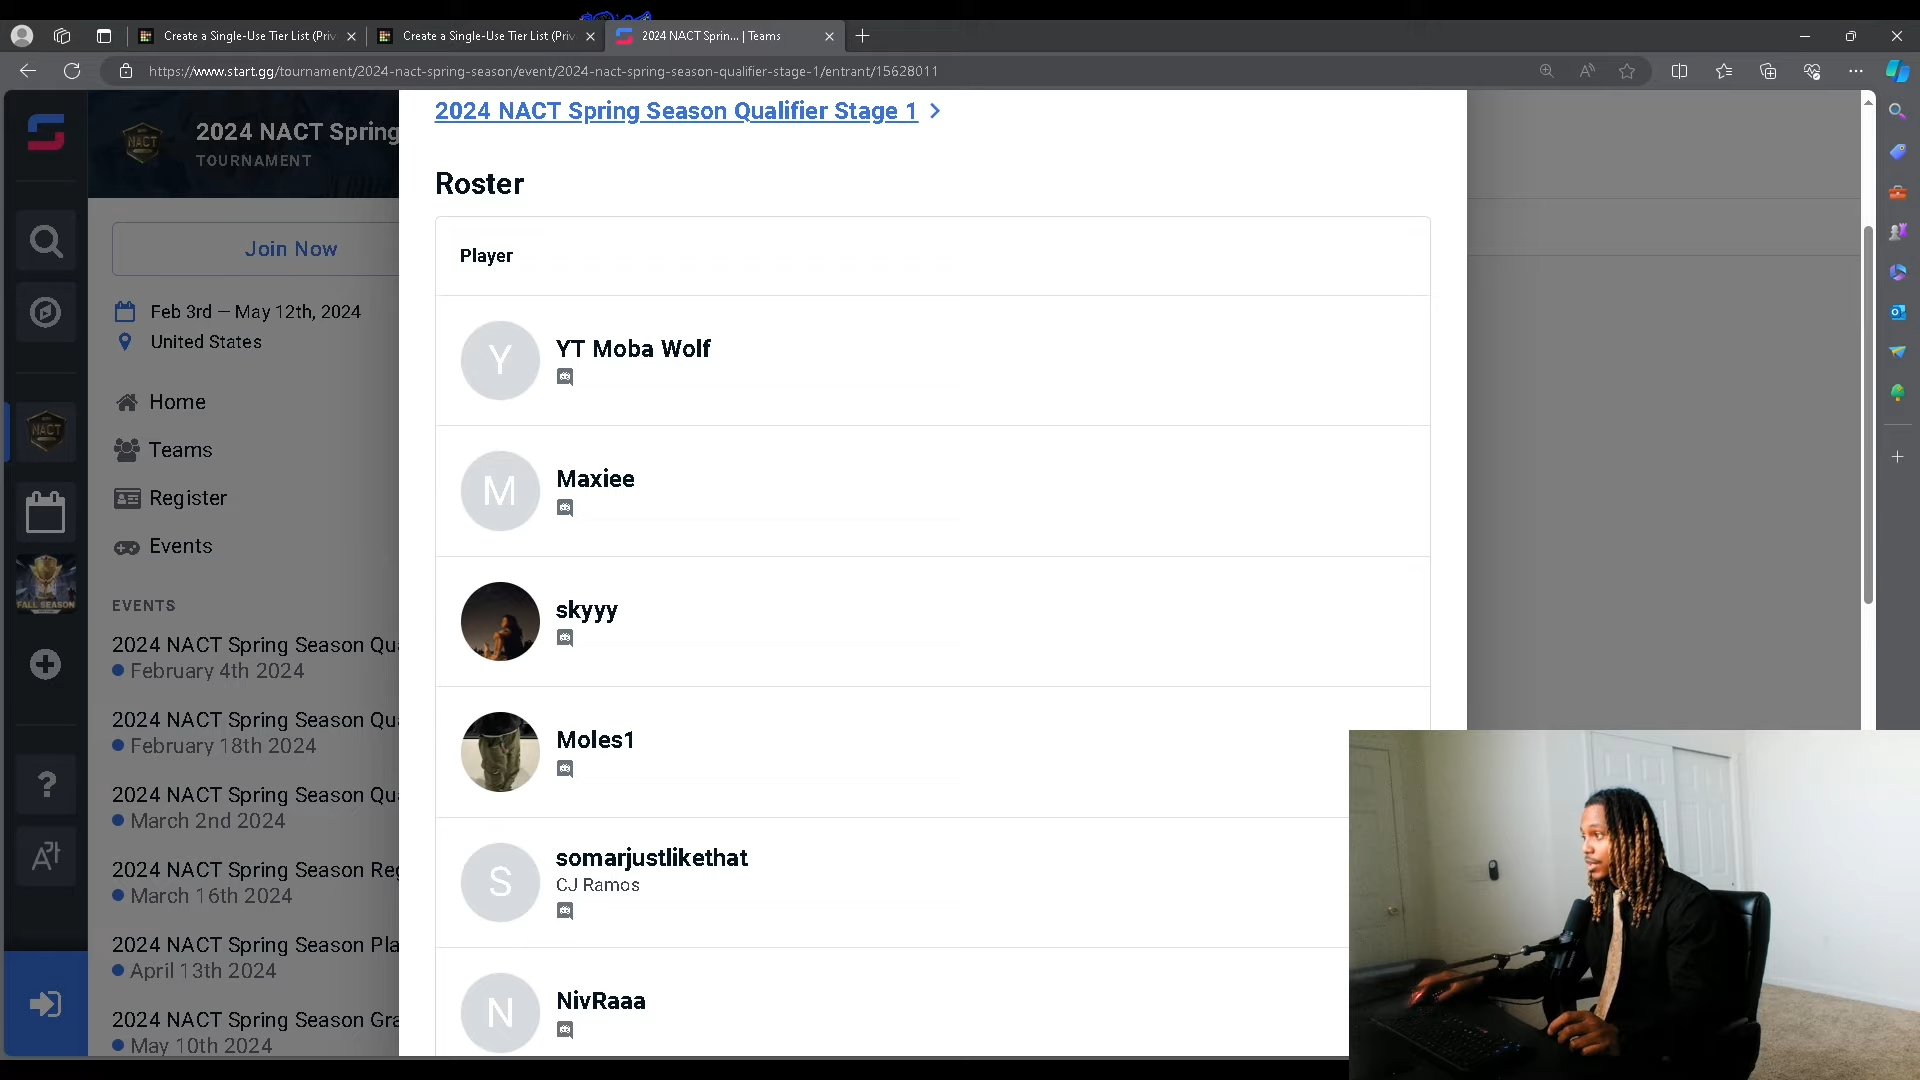 Create a Single-Use Tier List (Priv
Create a Single-Use Tier List (Priv
2024 NACT Sprin... | Teams
https://www.start.gg/tournament/2024-nact-spring-season/event/2024-nact-spring-season-qualifier-stage-1/entrant/15628011
NACT
2024 NACT Spring
TOURNAMENT
Join Now
Feb 3rd — May 12th, 2024
United States
Home
NACT
Teams
Register
Events
FALL SEASON
EVENTS
2024 NACT Spring Season Qu
February 4th 2024
2024 NACT Spring Season Qu
February 18th 2024
2024 NACT Spring Season Qu
March 2nd 2024
2024 NACT Spring Season Reg
March 16th 2024
2024 NACT Spring Season Pla
April 13th 2024
2024 NACT Spring Season Gra
May 10th 2024
2024 NACT Spring Season Qualifier Stage 1
Roster
Player
Y
YT Moba Wolf
M
Maxiee
skyyy
Moles1
S
somarjustlikethat
CJ Ramos
N
NivRaaa